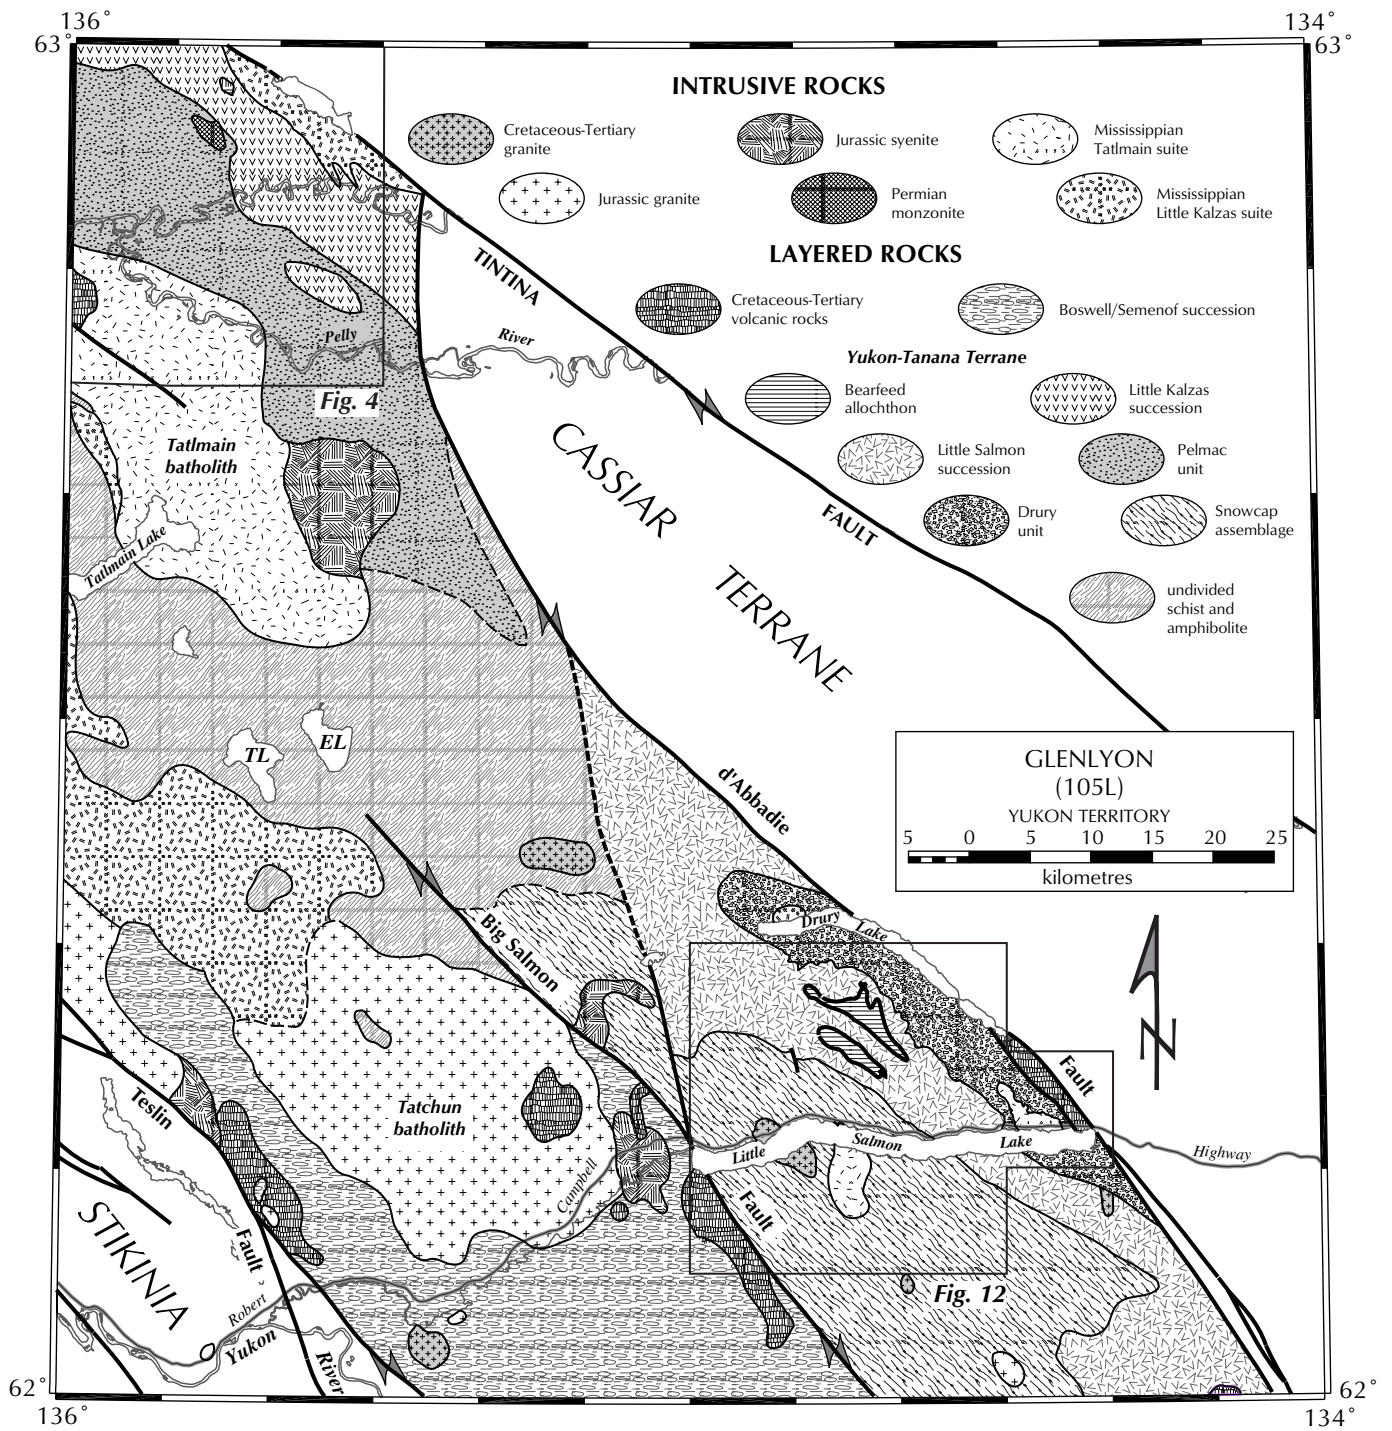 136°
134°
63°
63°
INTRUSIVE ROCKS
Cretaceous-Tertiary
granite
Jurassic syenite
Mississippian
Tatlmain suite
Jurassic granite
Permian
monzonite
Mississippian
Little Kalzas suite
LAYERED ROCKS
Cretaceous-Tertiary
volcanic rocks
Boswell/Semenof succession
Yukon-Tanana Terrane
Bearfeed
allochthon
Little Kalzas
succession
Little Salmon
succession
Pelmac
unit
Drury
unit
Snowcap
assemblage
undivided
schist and
amphibolite
TINTINA
FAULT
Pelly
River
Fig. 4
CASSIAR
TERRANE
Tatlmain
batholith
Tatlmain Lake
TL
EL
d'Abbadie
Fault
GLENLYON
(105L)
YUKON TERRITORY
5 0 5 10 15 20 25
kilometres
Drury
Lake
Big Salmon
Fault
N
Tatchun
batholith
Teslin
Fault
Little
Salmon
Lake
Highway
Campbell
Robert
STIKINIA
Yukon
River
Fig. 12
62°
62°
136°
134°